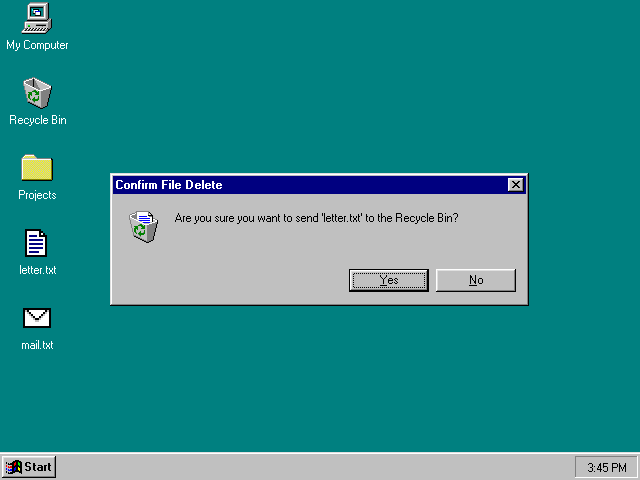 My Computer
Recycle Bin
Projects
letter.txt
mail.txt
Confirm File Delete
Are you sure you want to send 'letter.txt' to the Recycle Bin?
Yes
No
Start
3:45 PM